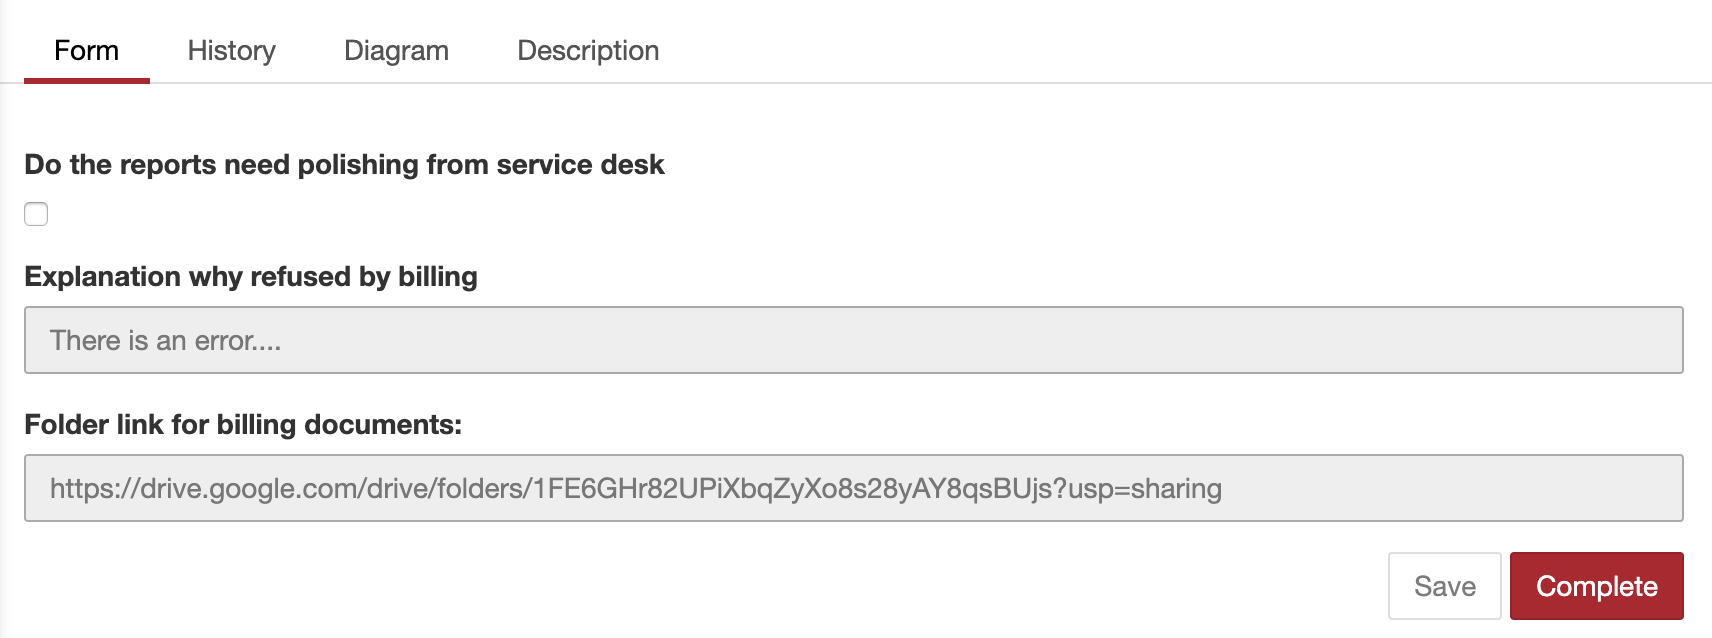 Form History Diagram Description
Do the reports need polishing from service desk
Explanation why refused by billing
There is an error....
Folder link for billing documents:
https://drive.google.com/drive/folders/1FE6GHr82UPiXbqZyXo8s28yAY8qsBUjs?usp=sharing
Save Complete